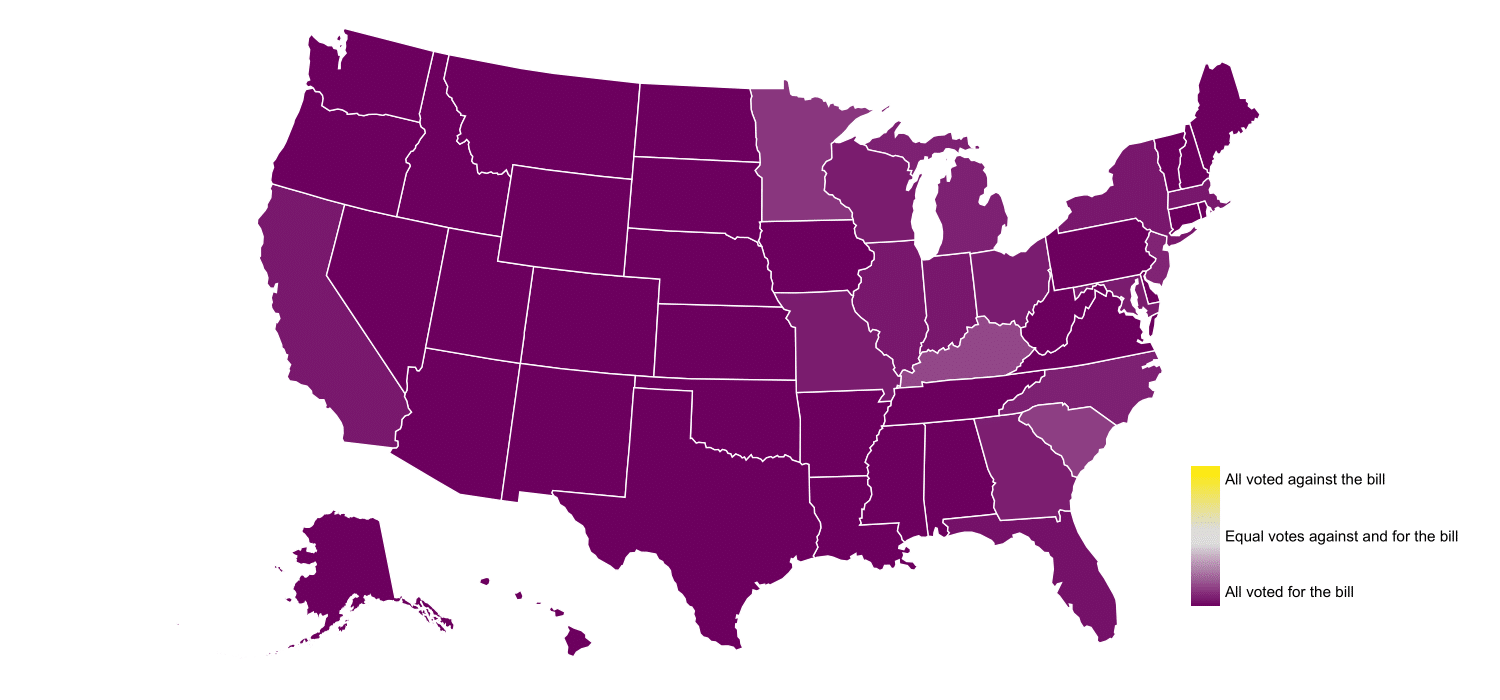 All voted against the bill
Equal votes against and for the bill
All voted for the bill